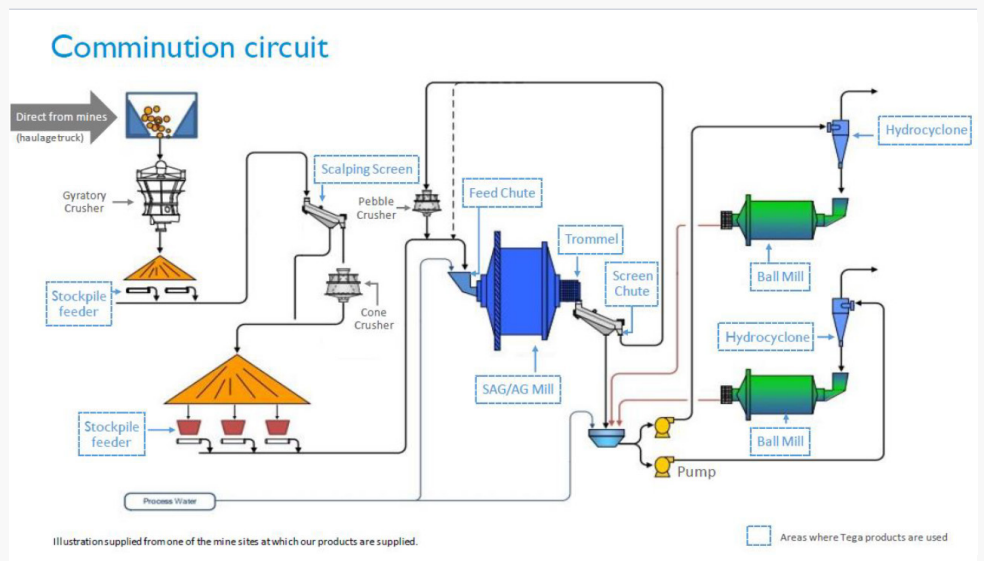 Comminution circuit
Direct from mines
(haulagetruck)
Gyratory
Crusher
Stockpile
feeder
Scalping Screen
Cone
Crusher
Stockpile
feeder
Pebble
Crusher
Feed Chute
Trommel
Screen
Chute
SAG/AG Mill
Hydrocyclone
Ball Mill
Hydrocyclone
Ball Mill
Pump
Process Water
Illustration supplied from one of the mine sites at which our products are supplied.
Areas where Tega products are used